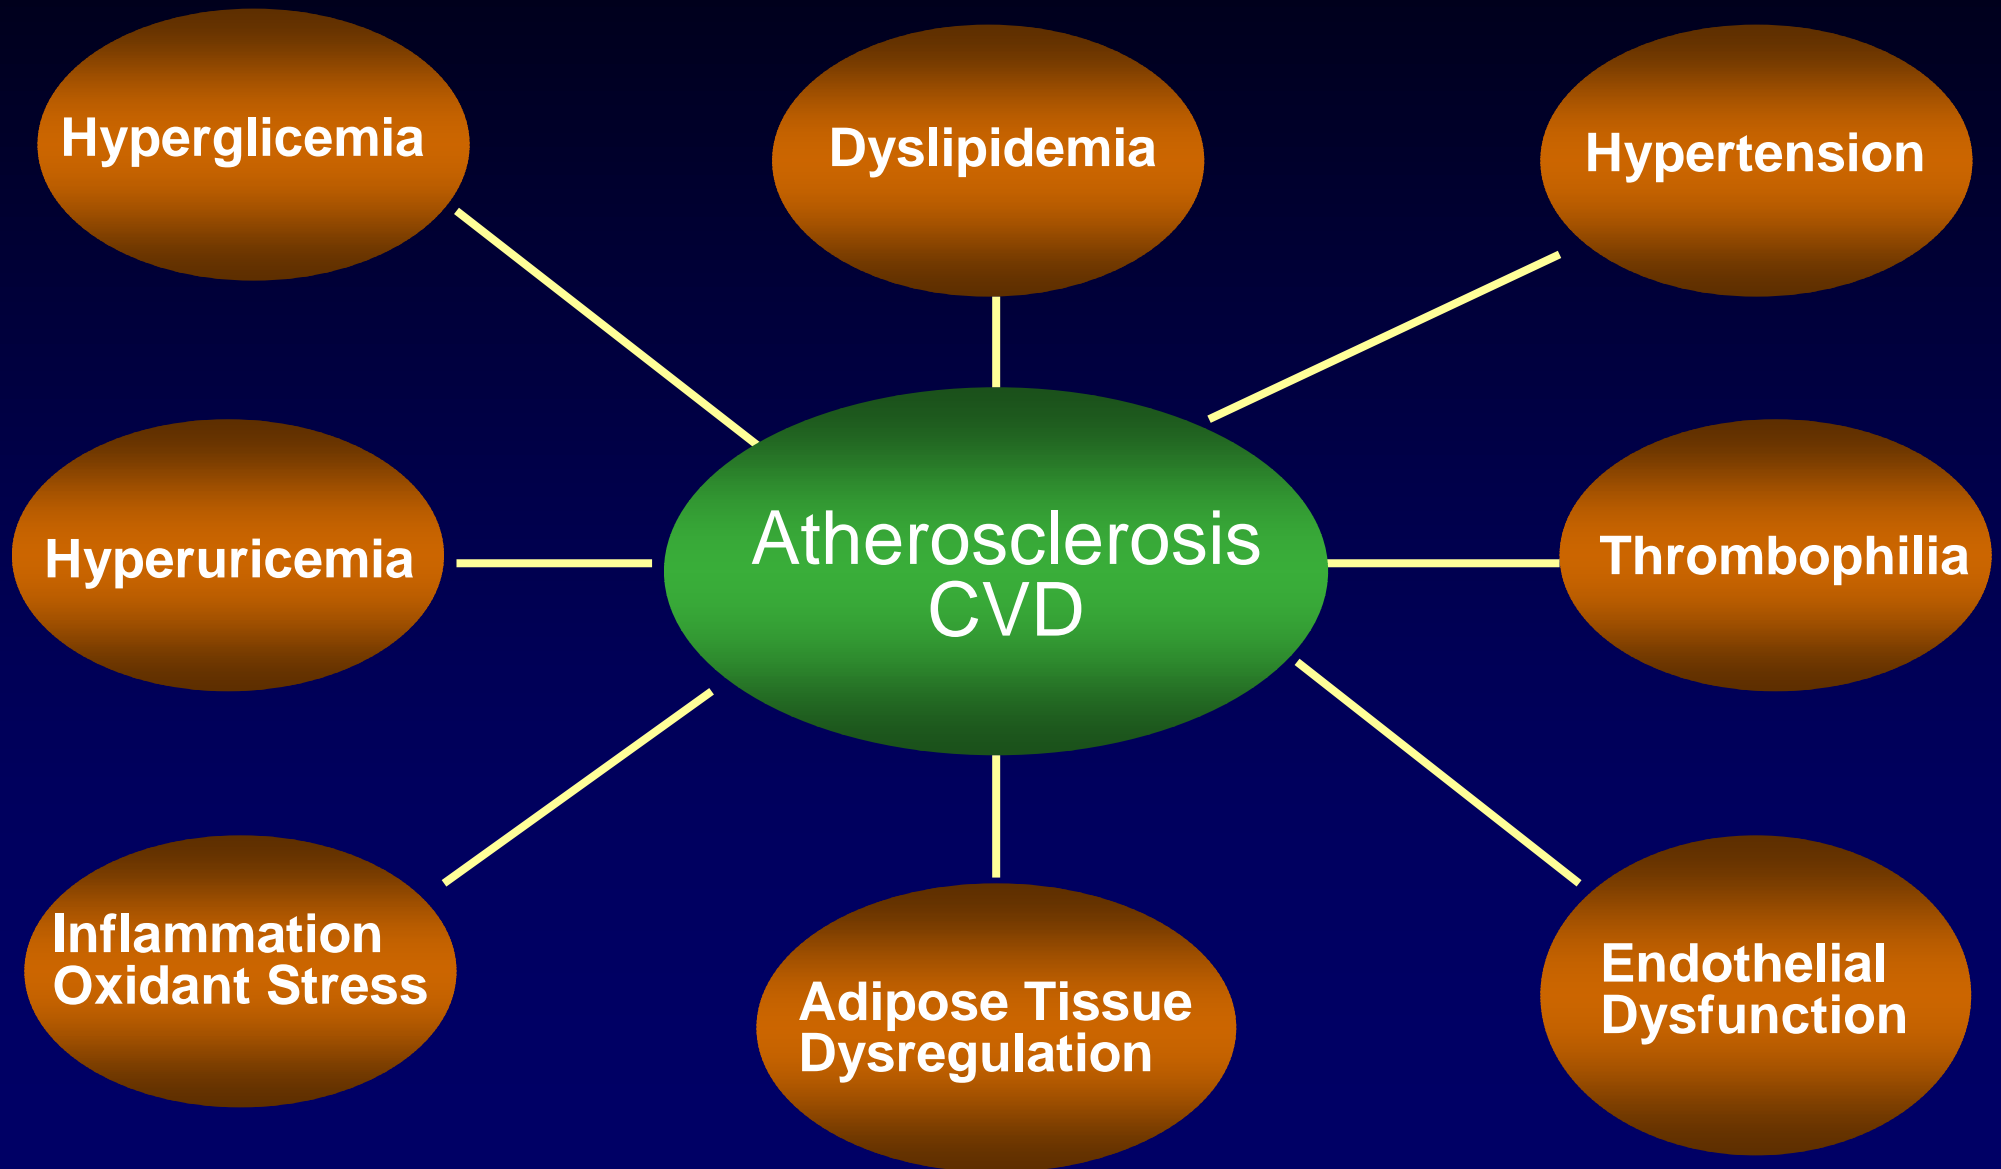 Hyperglicemia
Dyslipidemia
Hypertension
Hyperuricemia
Atherosclerosis
CVD
Thrombophilia
Inflammation
Oxidant Stress
Adipose Tissue
Dysregulation
Endothelial
Dysfunction